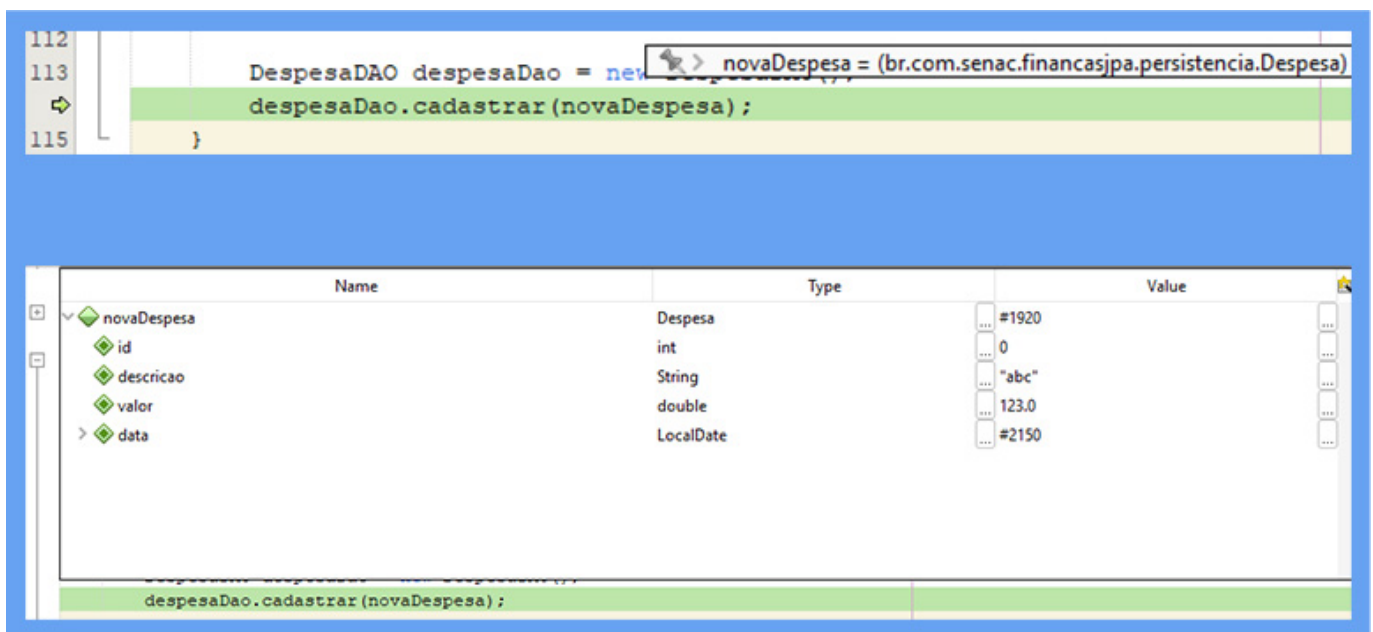 112
113 DespesaDAO despesaDao = new
novaDespesa = (br.com.senac.financasjpa.persistencia.Despesa)
despesaDao.cadastrar(novaDespesa);
115 }
Name Type Value
novaDespesa Despesa ... #1920 ...
id int ... 0 ...
descricao String ... "abc" ...
valor double ... 123.0 ...
data LocalDate ... #2150 ...
despesaDao.cadastrar(novaDespesa);